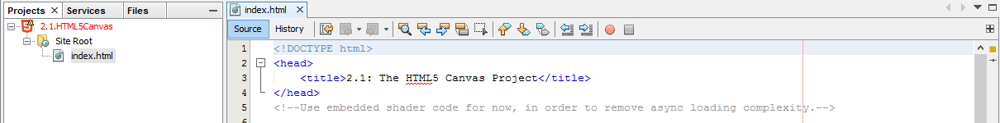 Projects Services Files
2.1.HTML5Canvas
Site Root
index.html
index.html
Source History
1 <!DOCTYPE html>
2 <head>
3 <title>2.1: The HTML5 Canvas Project</title>
4 </head>
5 <!--Use embedded shader code for now, in order to remove async loading complexity.-->